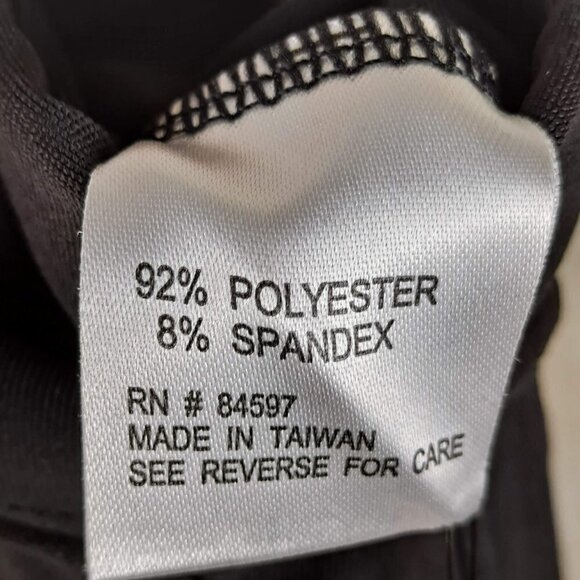 92% POLYESTER
8% SPANDEX
RN # 84597
MADE IN TAIWAN
SEE REVERSE FOR CARE